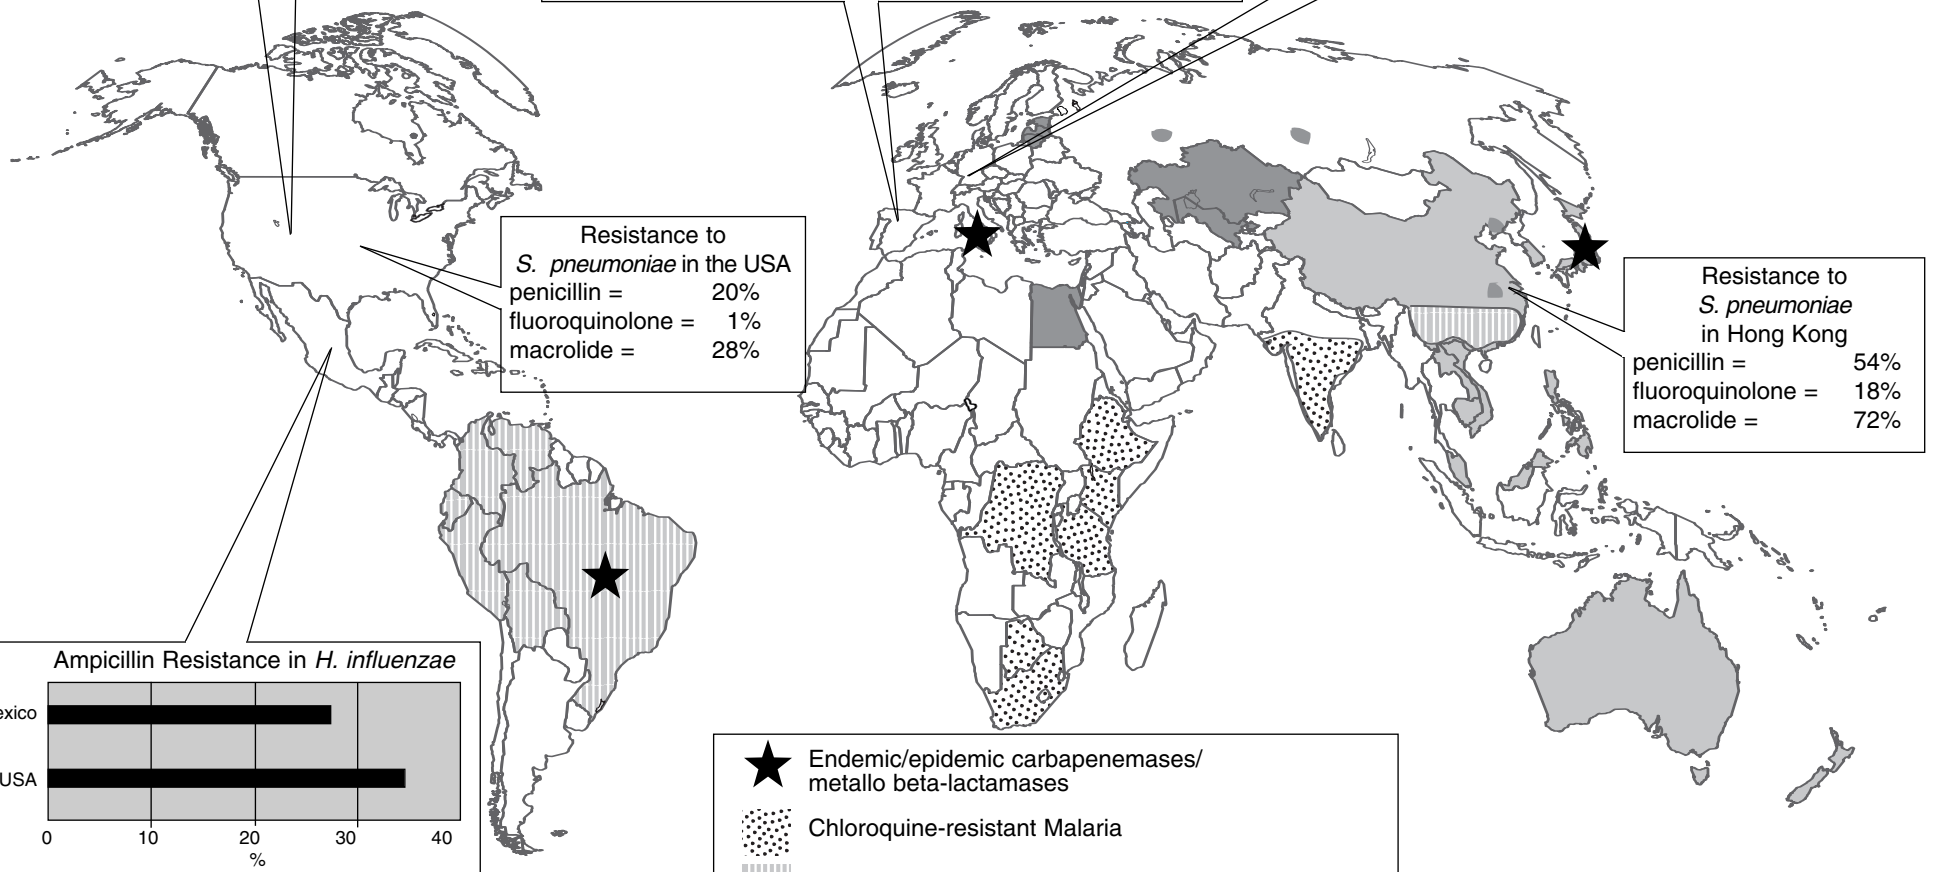 Resistance to
S. pneumoniae in the USA
penicillin = 20%
fluoroquinolone = 1%
macrolide = 28%
Resistance to
S. pneumoniae
in Hong Kong
penicillin = 54%
fluoroquinolone = 18%
macrolide = 72%
Ampicillin Resistance in H. influenzae
exico
USA
0 10 20 30 40
%
Endemic/epidemic carbapenemases/
metallo beta-lactamases
Chloroquine-resistant Malaria